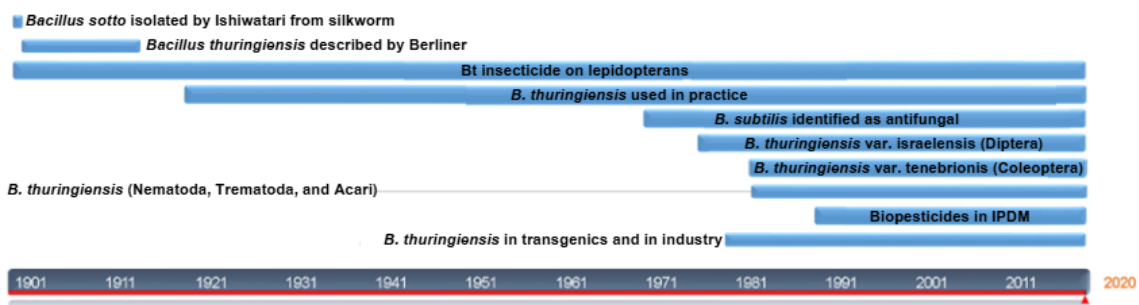 Bacillus sotto isolated by Ishiwatari from silkworm
Bacillus thuringiensis described by Berliner
Bt insecticide on lepidopterans
B. thuringiensis used in practice
B. subtilis identified as antifungal
B. thuringiensis var. israelensis (Diptera)
B. thuringiensis var. tenebrionis (Coleoptera)
B. thuringiensis (Nematoda, Trematoda, and Acari)
Biopesticides in IPDM
B. thuringiensis in transgenics and in industry
1901 1911 1921 1931 1941 1951 1961 1971 1981 1991 2001 2011 2020